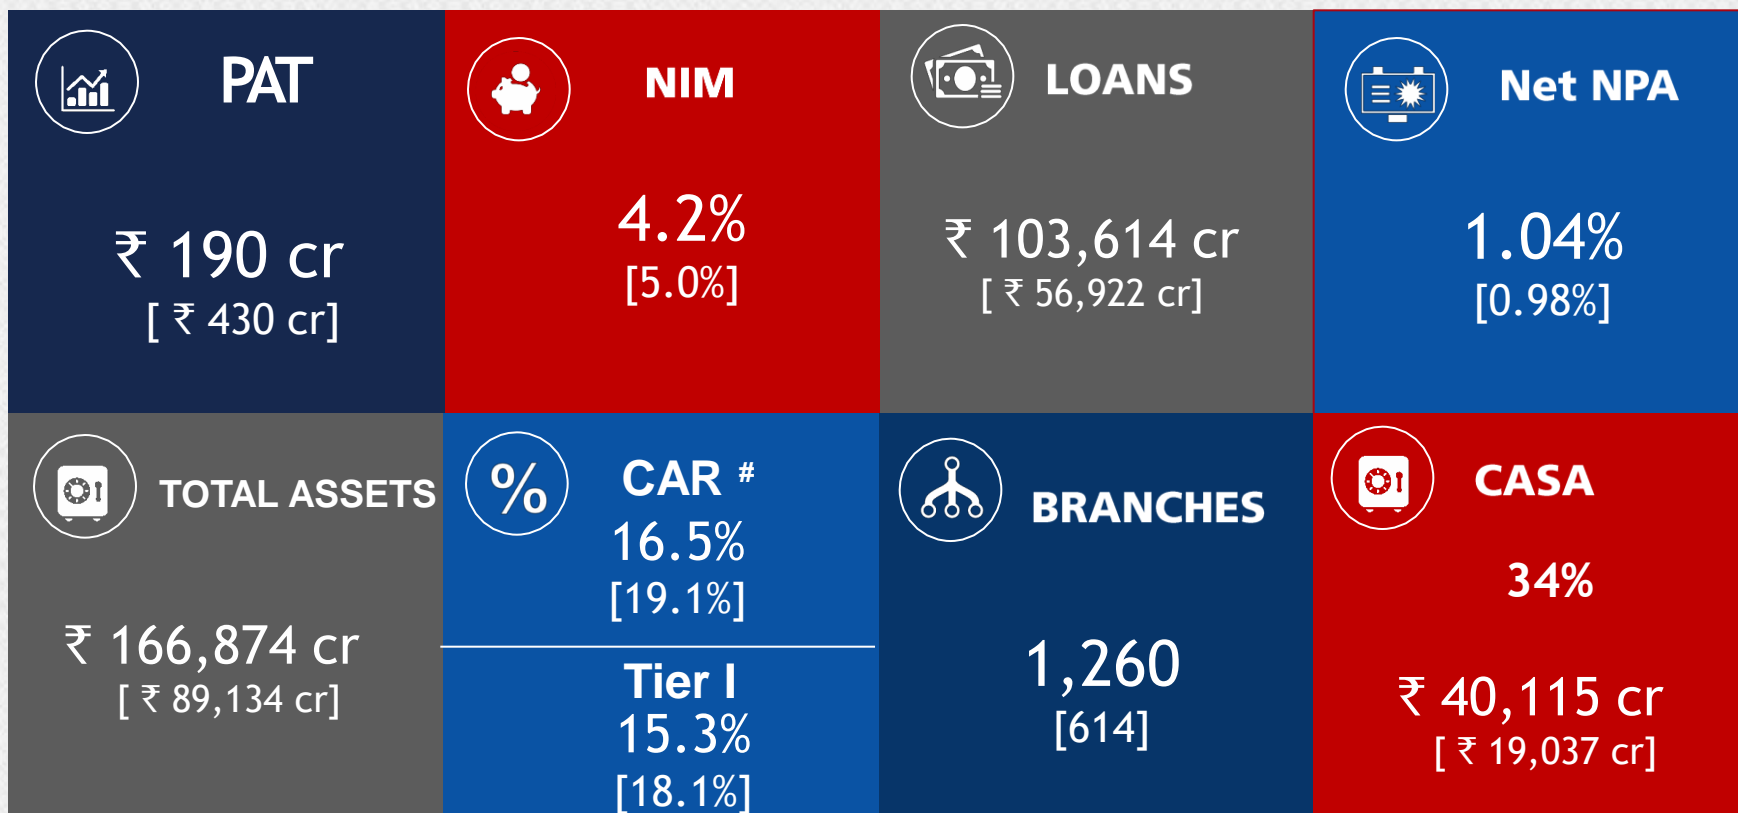 PAT
₹ 190 cr
[ ₹ 430 cr]
NIM
4.2%
[5.0%]
LOANS
₹ 103,614 cr
[ ₹ 56,922 cr]
Net NPA
1.04%
[0.98%]
TOTAL ASSETS
₹ 166,874 cr
[ ₹ 89,134 cr]
%
CAR #
16.5%
[19.1%]
Tier I
15.3%
[18.1%]
BRANCHES
1,260
[614]
CASA
34%
₹ 40,115 cr
[ ₹ 19,037 cr]